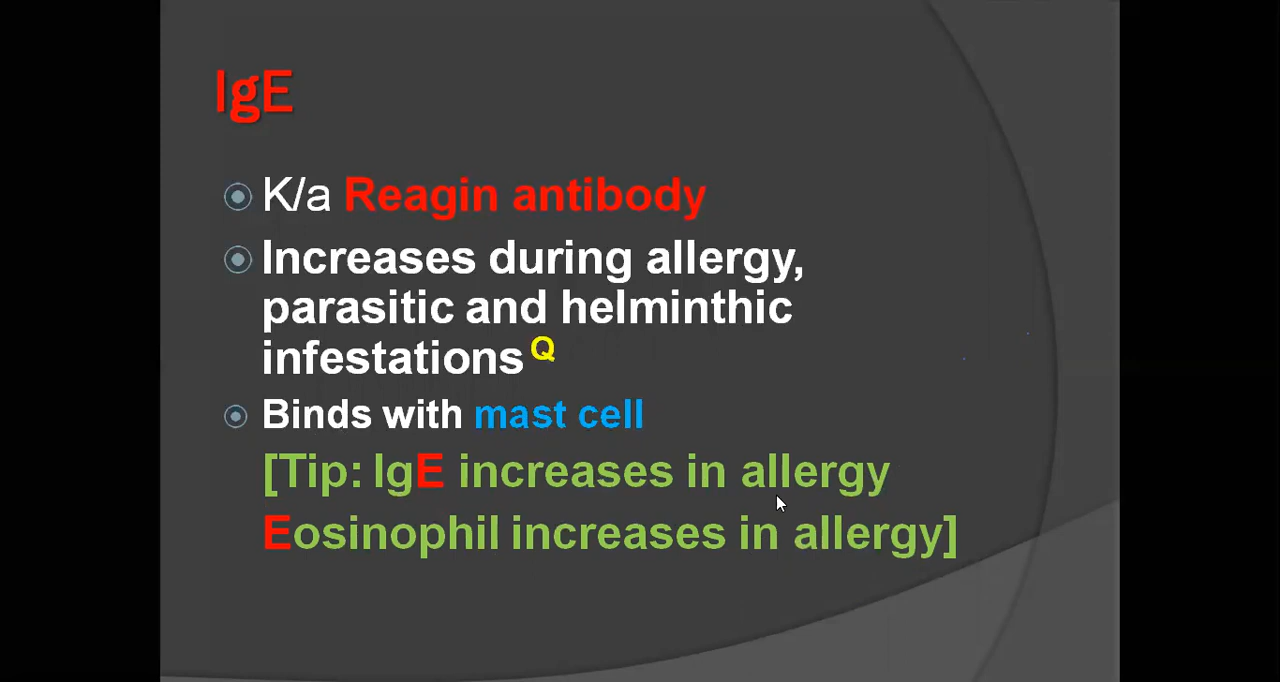 IgE
K/a Reagin antibody
Increases during allergy,
parasitic and helminthic
infestations Q
Binds with mast cell
[Tip: IgE increases in allergy
Eosinophil increases in allergy]